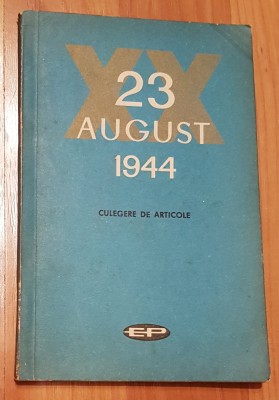 XX
23
AUGUST
1944
CULEGERE DE ARTICOLE
EP